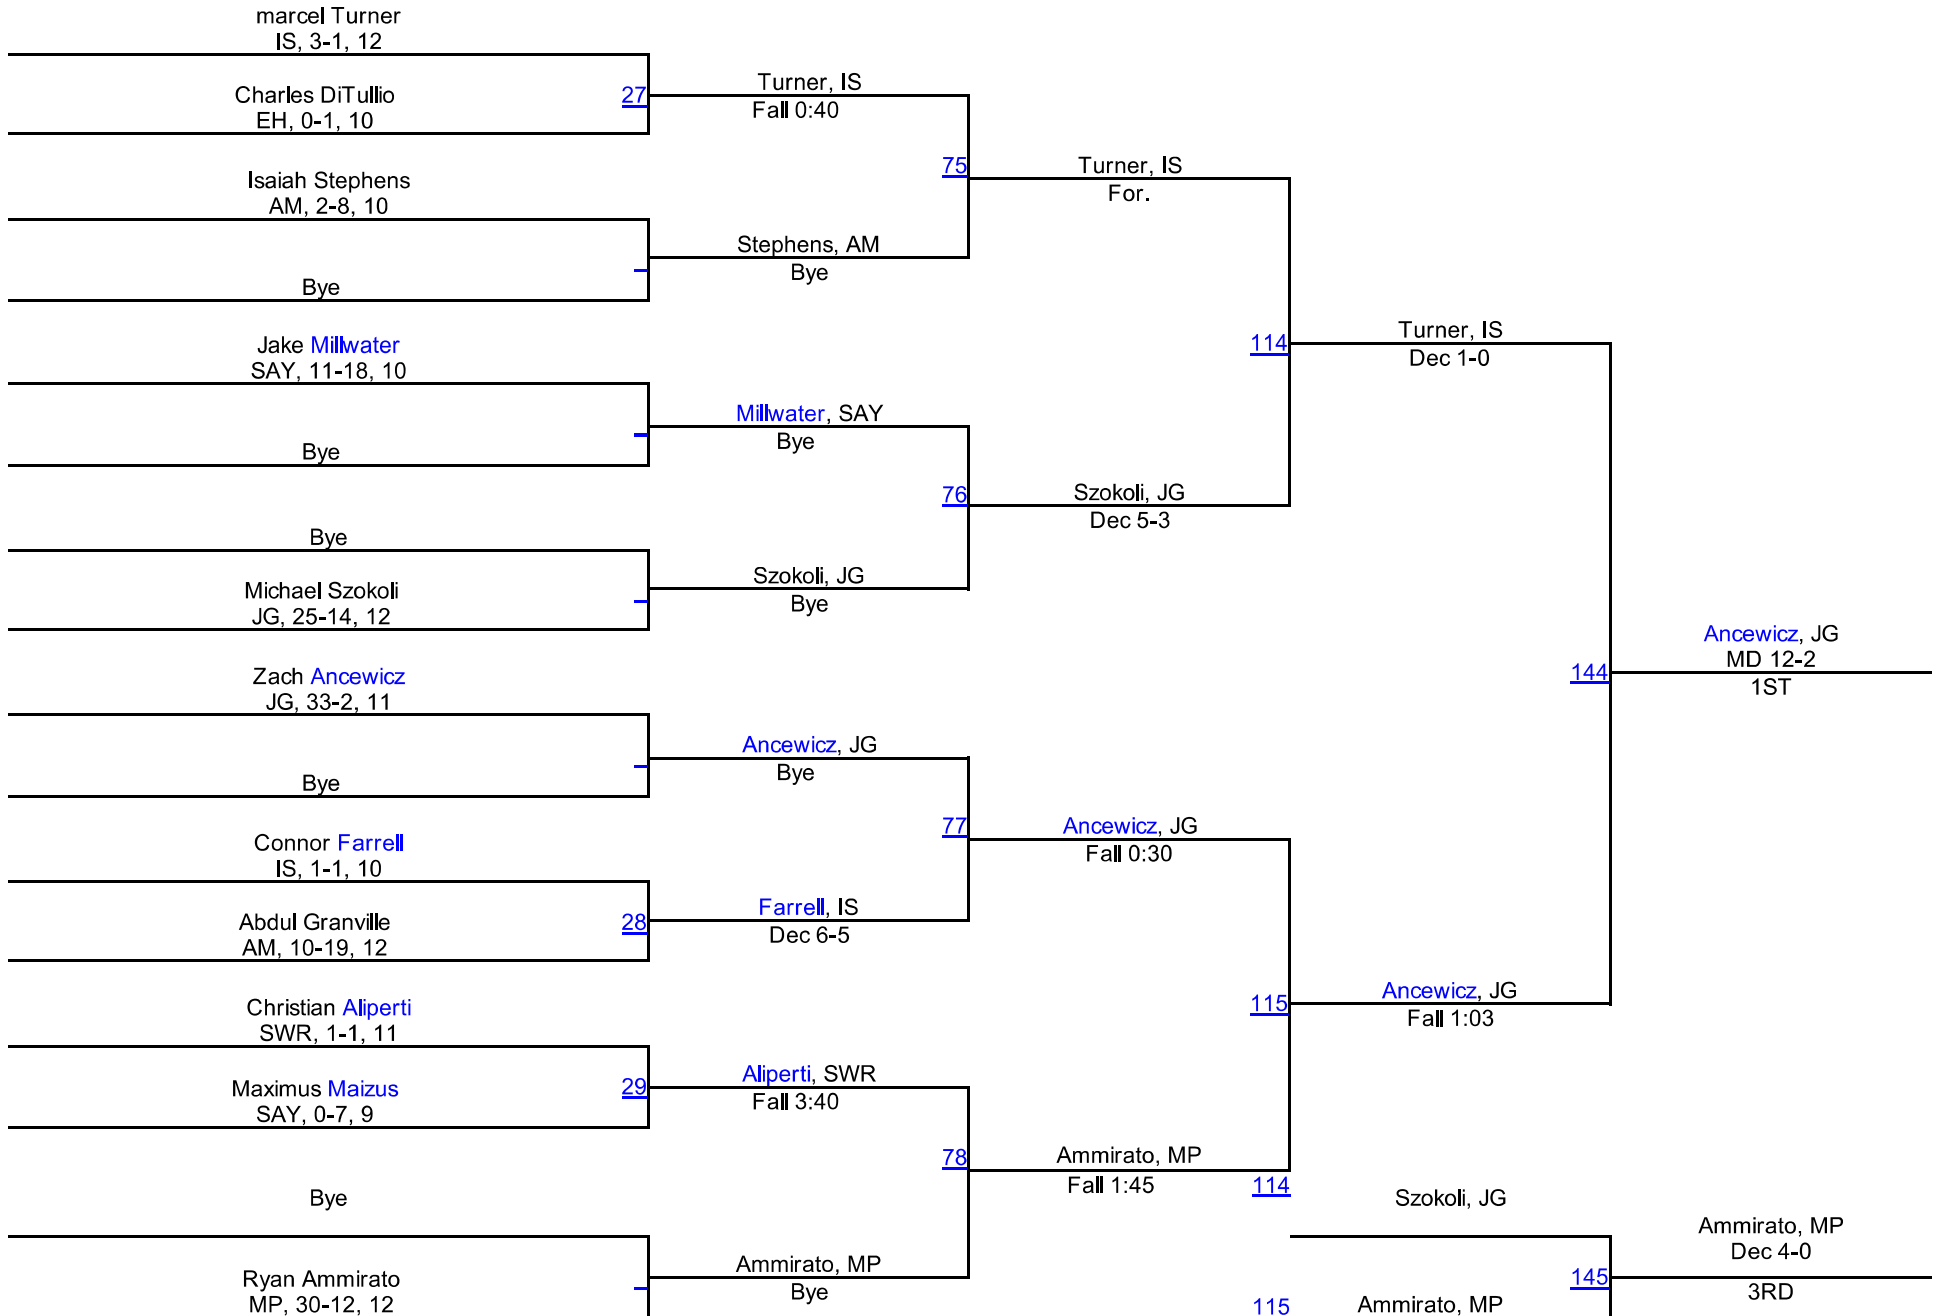 marcel Turner
IS, 3-1, 12
Charles DiTullio
EH, 0-1, 10
Isaiah Stephens
AM, 2-8, 10
Bye
Jake Millwater
SAY, 11-18, 10
Bye
Bye
Michael Szokoli
JG, 25-14, 12
Zach Ancewicz
JG, 33-2, 11
Bye
Connor Farrell
IS, 1-1, 10
Abdul Granville
AM, 10-19, 12
Christian Aliperti
SWR, 1-1, 11
Maximus Maizus
SAY, 0-7, 9
Bye
Ryan Ammirato
MP, 30-12, 12
27
28
29
Turner, IS
Fall 0:40
Stephens, AM
Bye
Millwater, SAY
Bye
Szokoli, JG
Bye
Ancewicz, JG
Bye
Farrell, IS
Dec 6-5
Aliperti, SWR
Fall 3:40
Ammirato, MP
Bye
75
76
77
78
Turner, IS
For.
Szokoli, JG
Dec 5-3
Ancewicz, JG
Fall 0:30
Ammirato, MP
Fall 1:45
114
115
Turner, IS
Dec 1-0
Ancewicz, JG
Fall 1:03
144
Ancewicz, JG
MD 12-2
1ST
114
Szokoli, JG
115
Ammirato, MP
145
Ammirato, MP
Dec 4-0
3RD